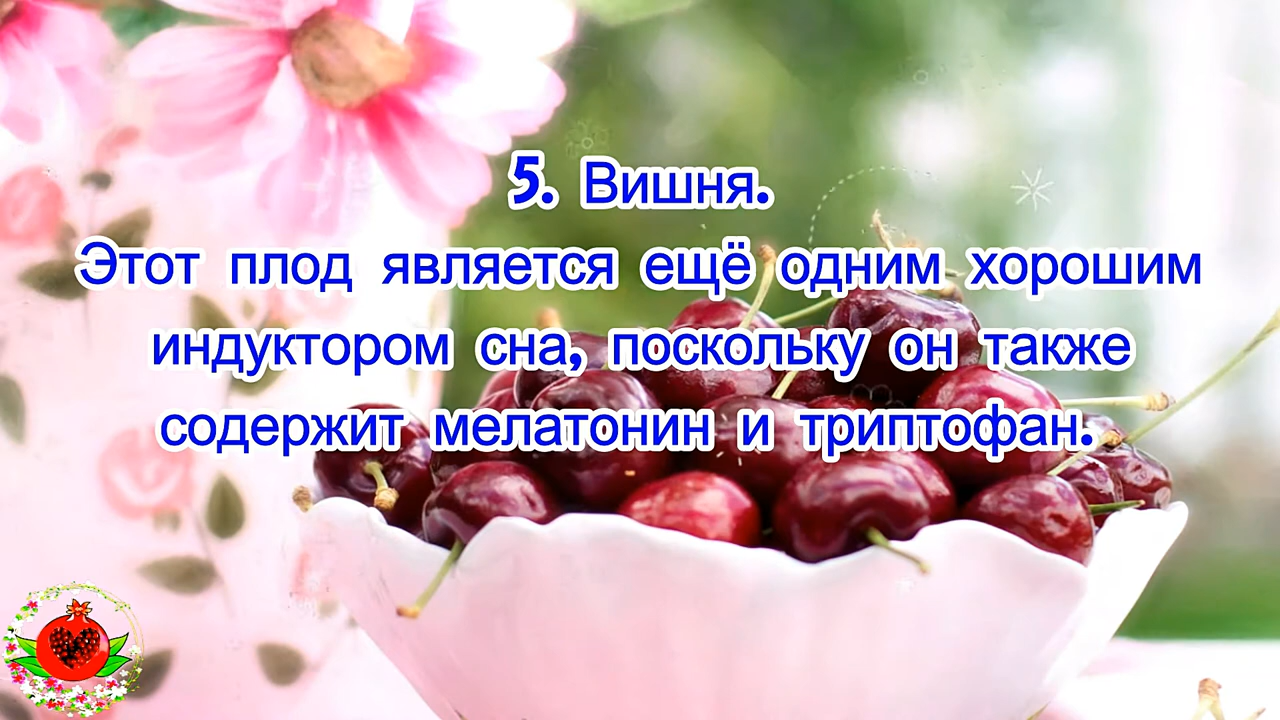 5. Вишня.
Этот плод является ещё одним хорошим
индуктором сна, поскольку он также
содержит мелатонин и триптофан.